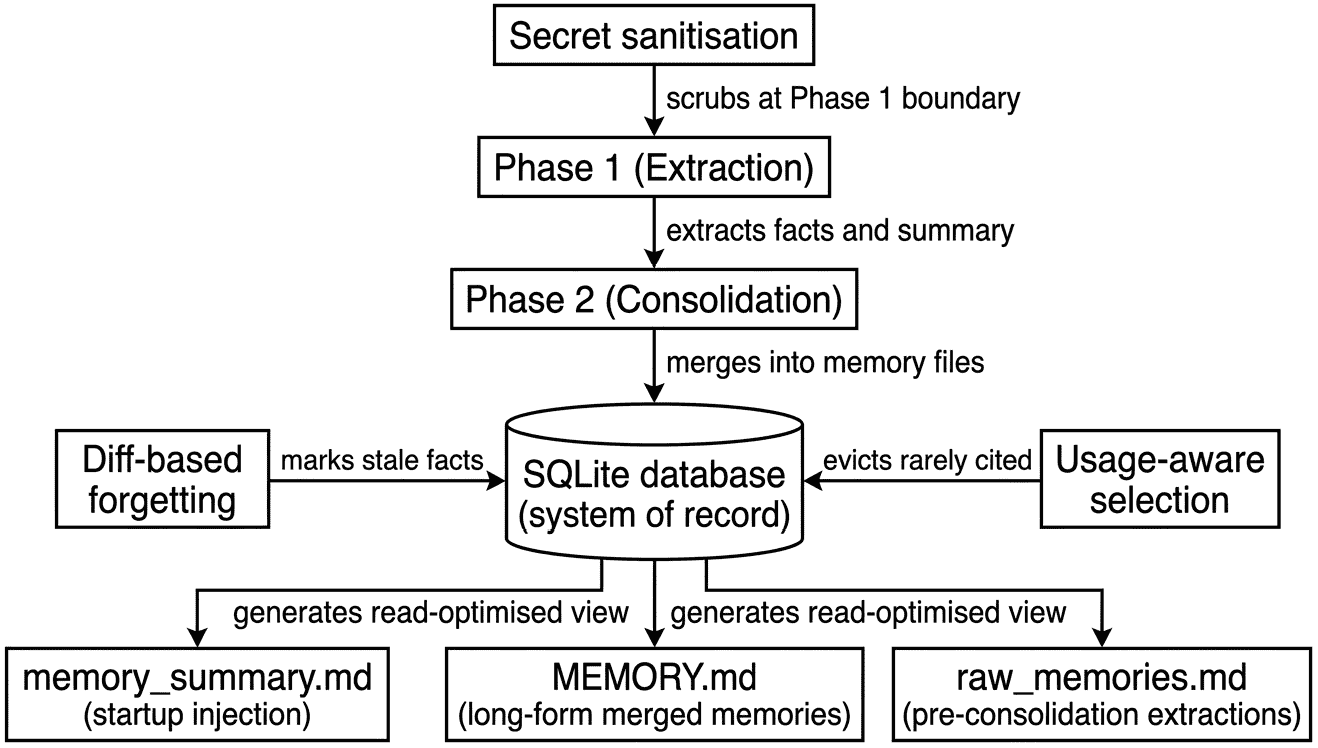 Secret sanitisation
scrubs at Phase 1 boundary
Phase 1 (Extraction)
extracts facts and summary
Phase 2 (Consolidation)
merges into memory files
Diff-based
forgetting
marks stale facts
SQLite database
(system of record)
evicts rarely cited
Usage-aware
selection
generates read-optimised view
generates read-optimised view
memory_summary.md
(startup injection)
MEMORY.md
(long-form merged memories)
raw_memories.md
(pre-consolidation extractions)